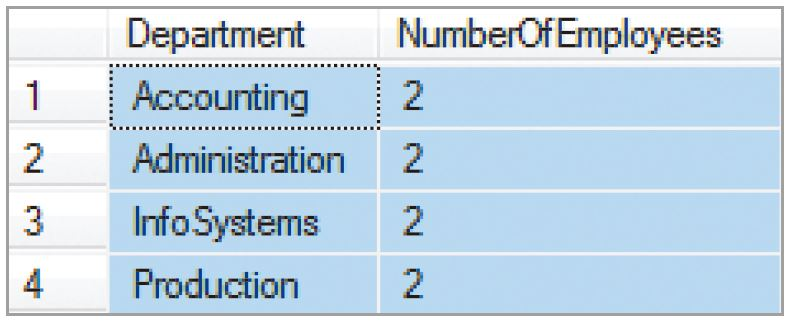 Department NumberOfEmployees
1 Accounting 2
2 Administration 2
3 InfoSystems 2
4 Production 2